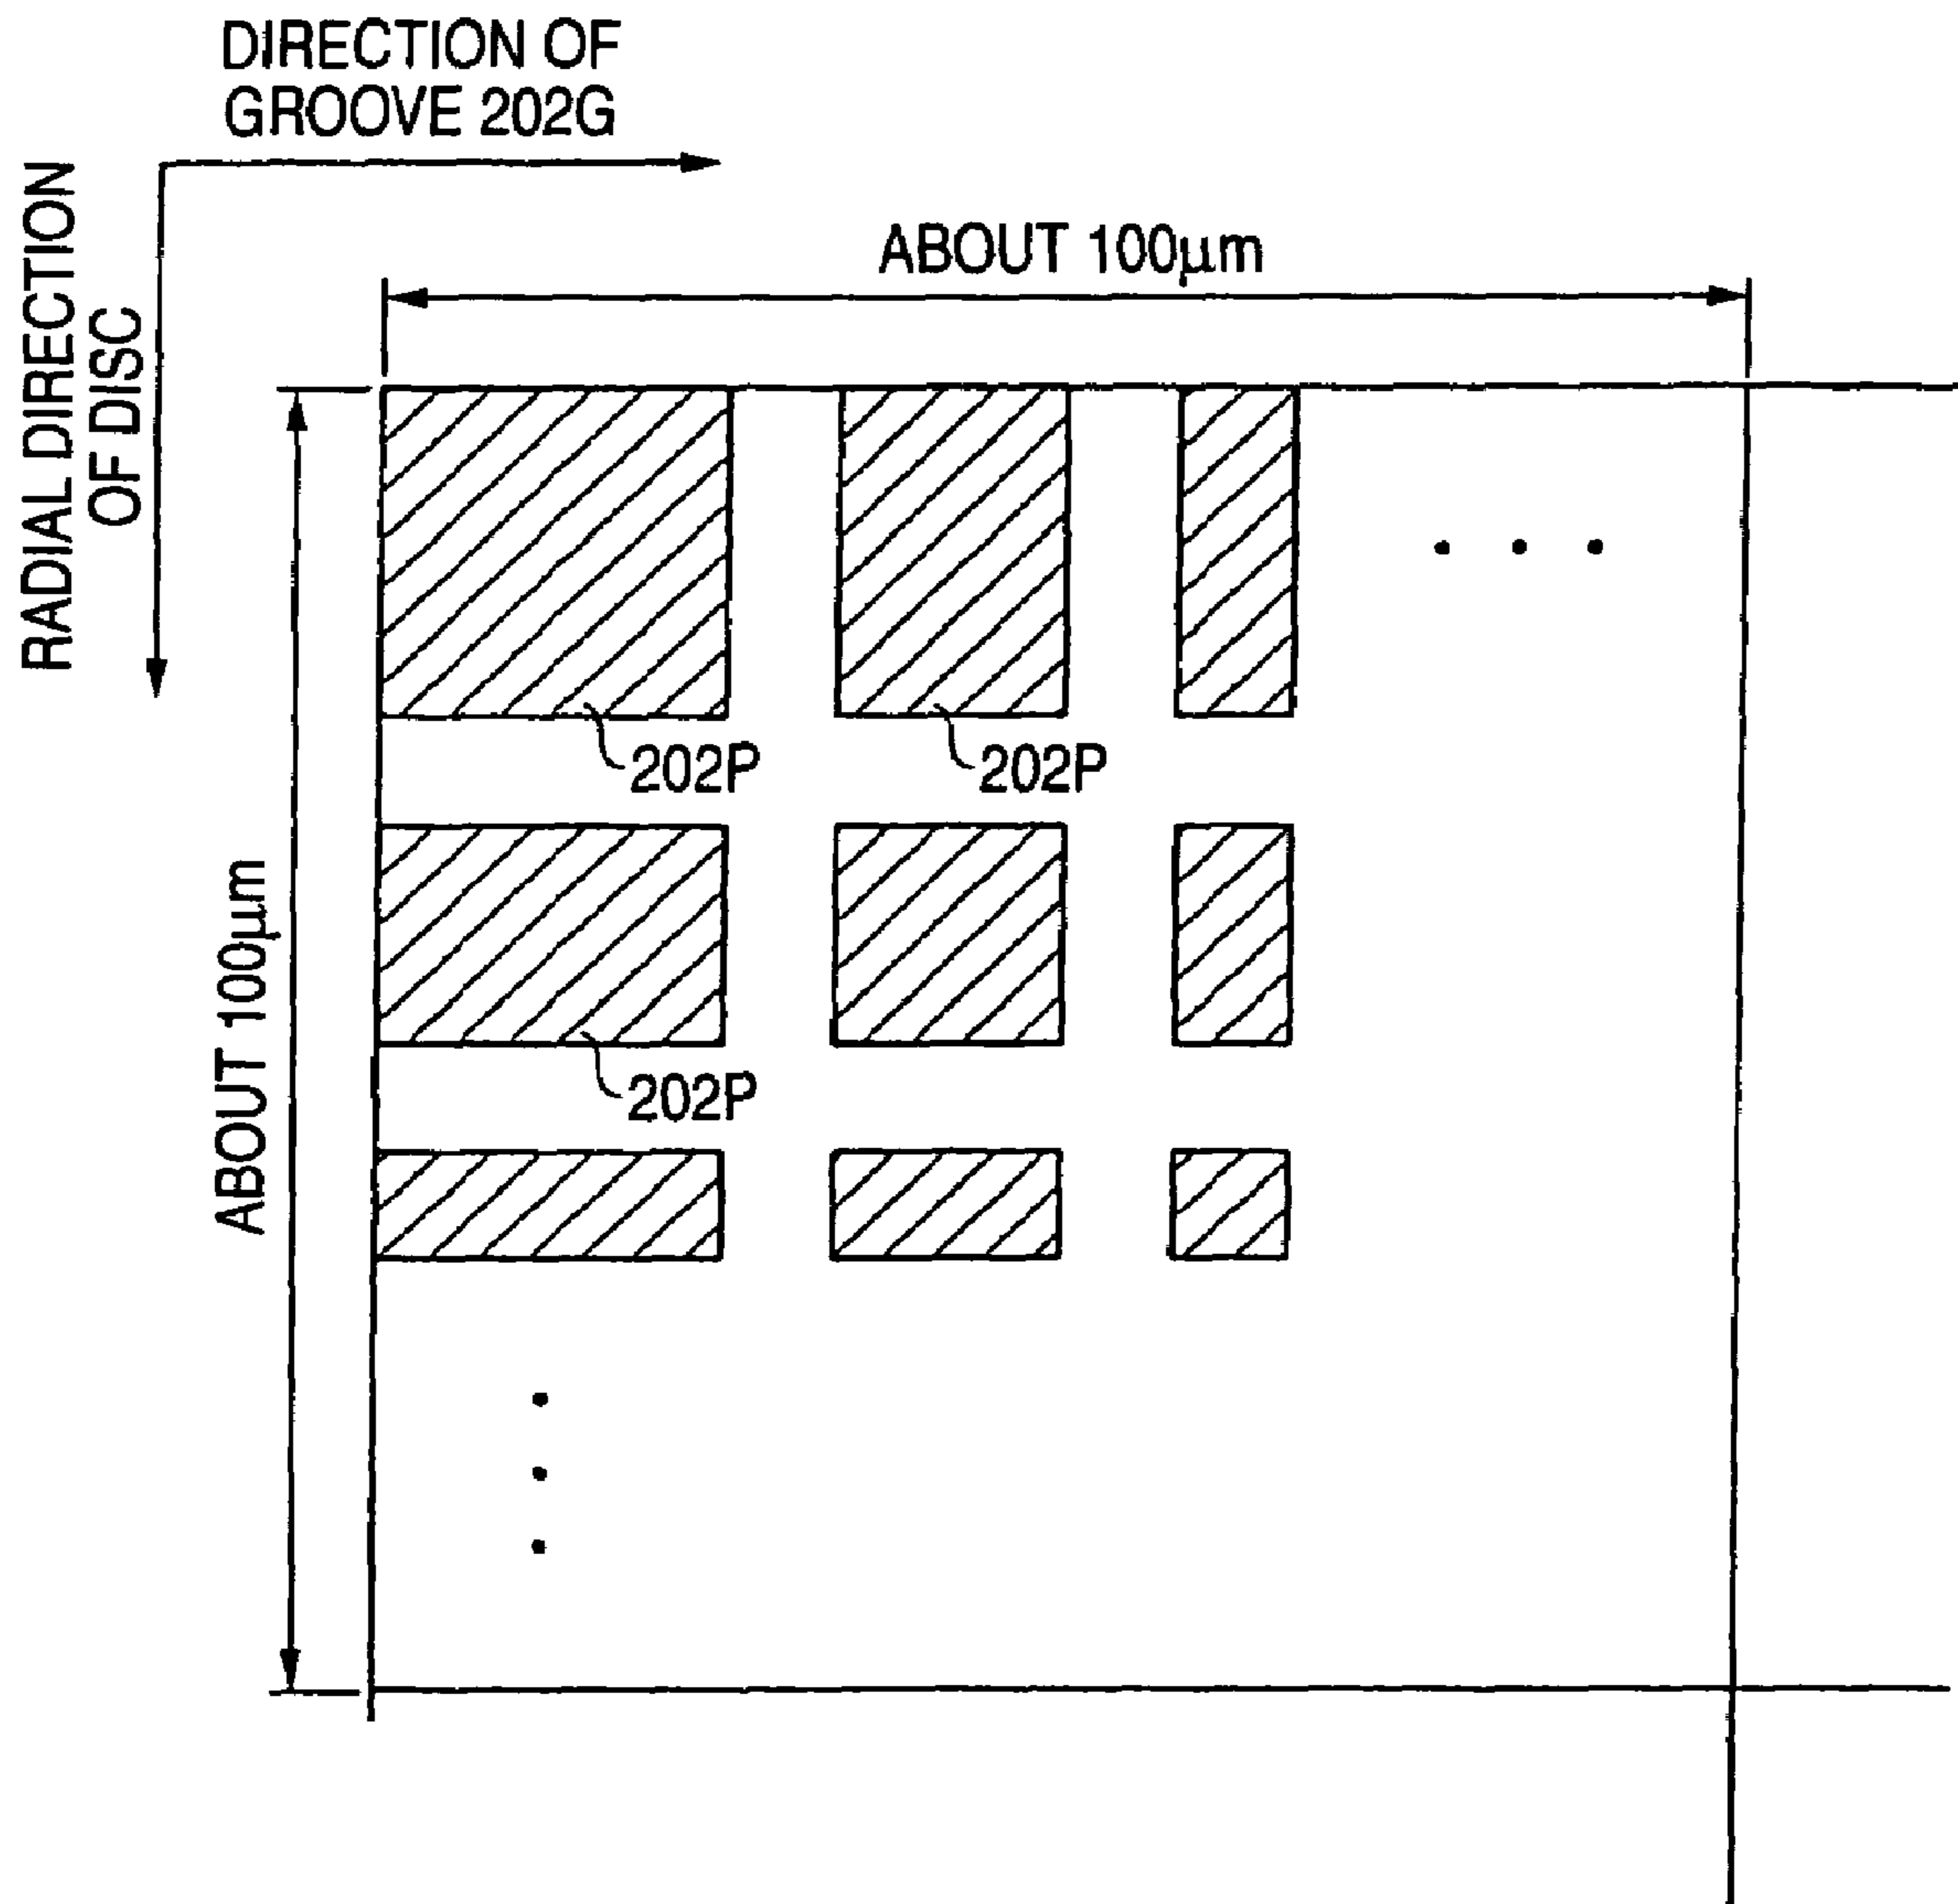 DIRECTION OF
GROOVE 202G
RADIAL DIRECTION
OF DISC
ABOUT 100µm
202P
202P
ABOUT 100µm
202P